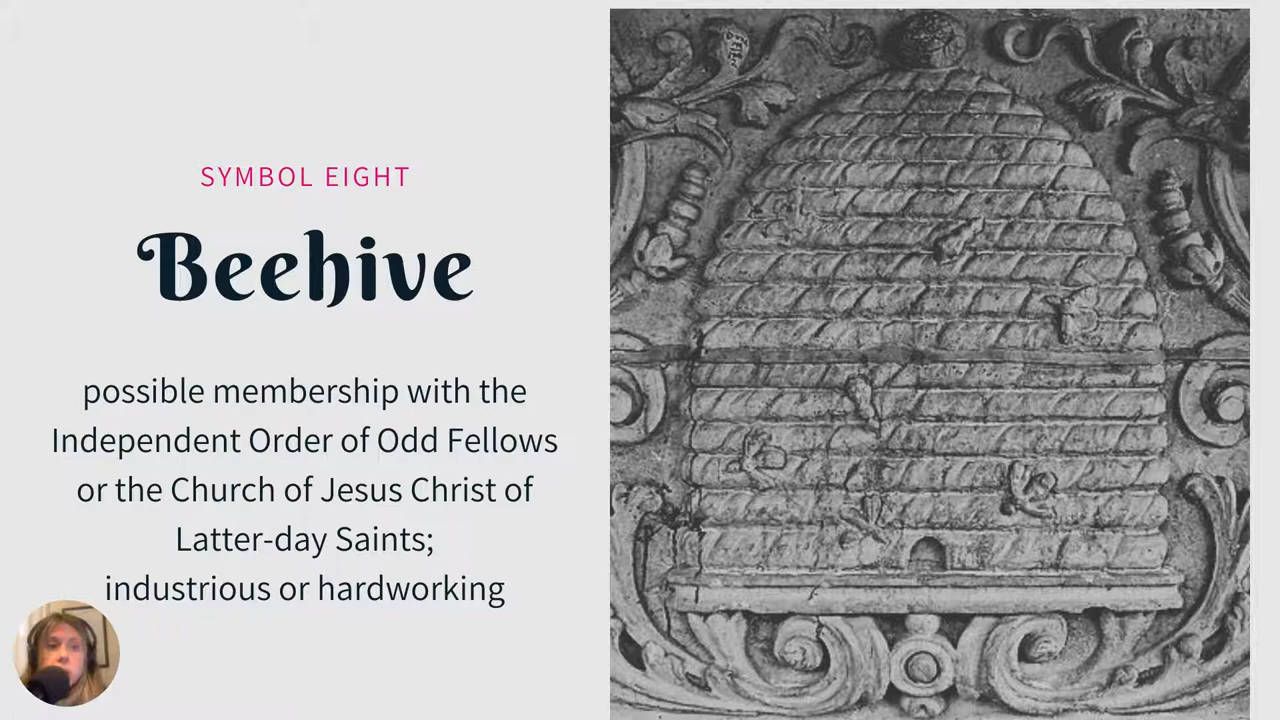 SYMBOL EIGHT
Beehive
possible membership with the
Independent Order of Odd Fellows
or the Church of Jesus Christ of
Latter-day Saints;
industrious or hardworking